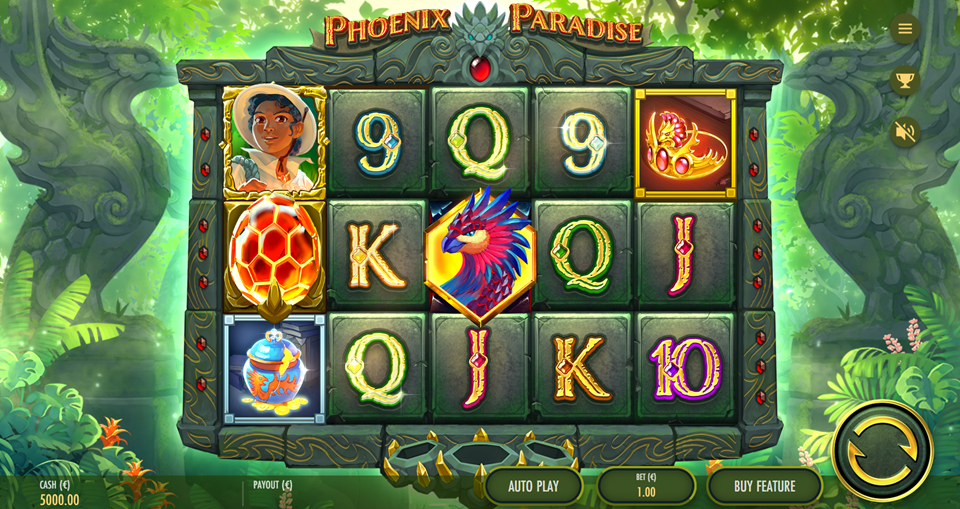 PHOENIX PARADISE
9 Q 9
K Q J
Q J K 10
CASH (€)
5000.00
PAYOUT (€)
AUTO PLAY
BET (€)
1.00
BUY FEATURE